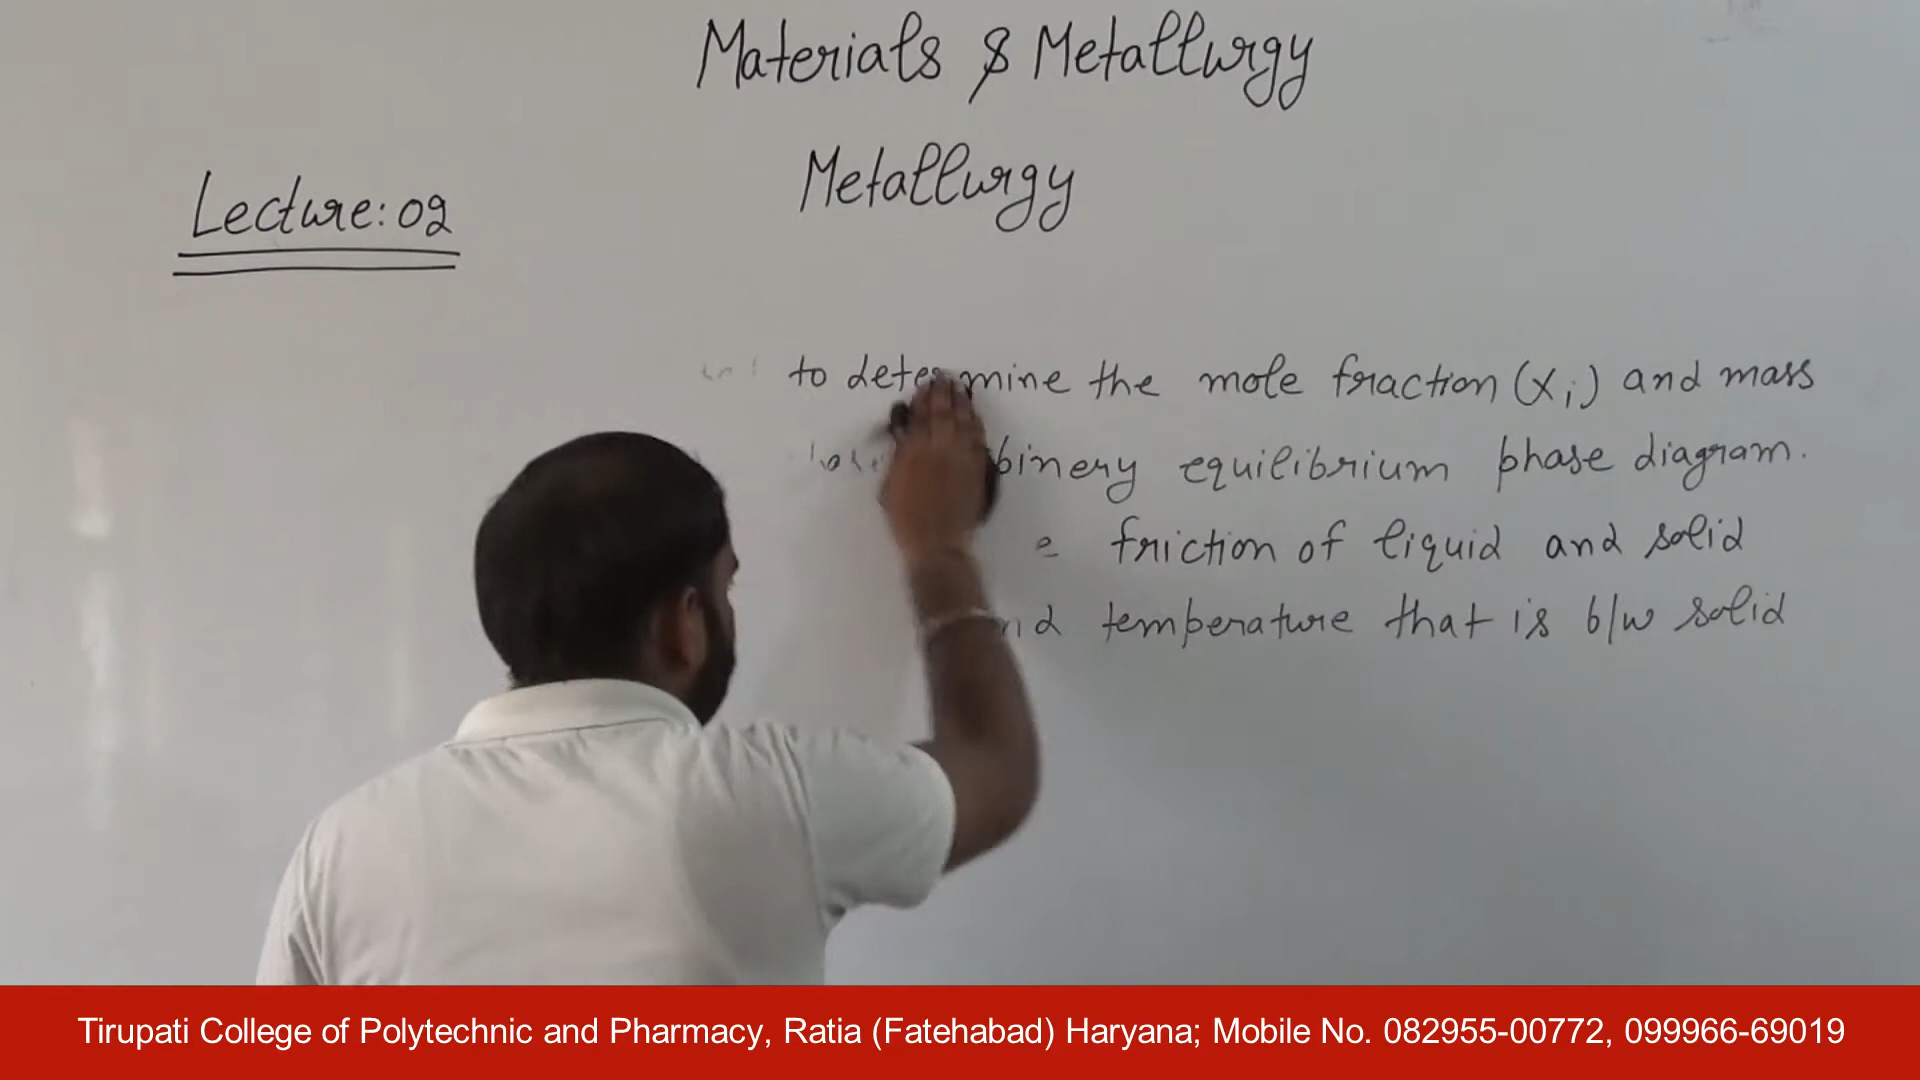 Materials & Metallurgy
Metallurgy
Lecture: 02
to determine the mole fraction (xi) and mass
binery equilibrium phase diagram.
e friction of liquid and solid
nd temperature that is b/w solid
Tirupati College of Polytechnic and Pharmacy, Ratia (Fatehabad) Haryana; Mobile No. 082955-00772, 099966-69019